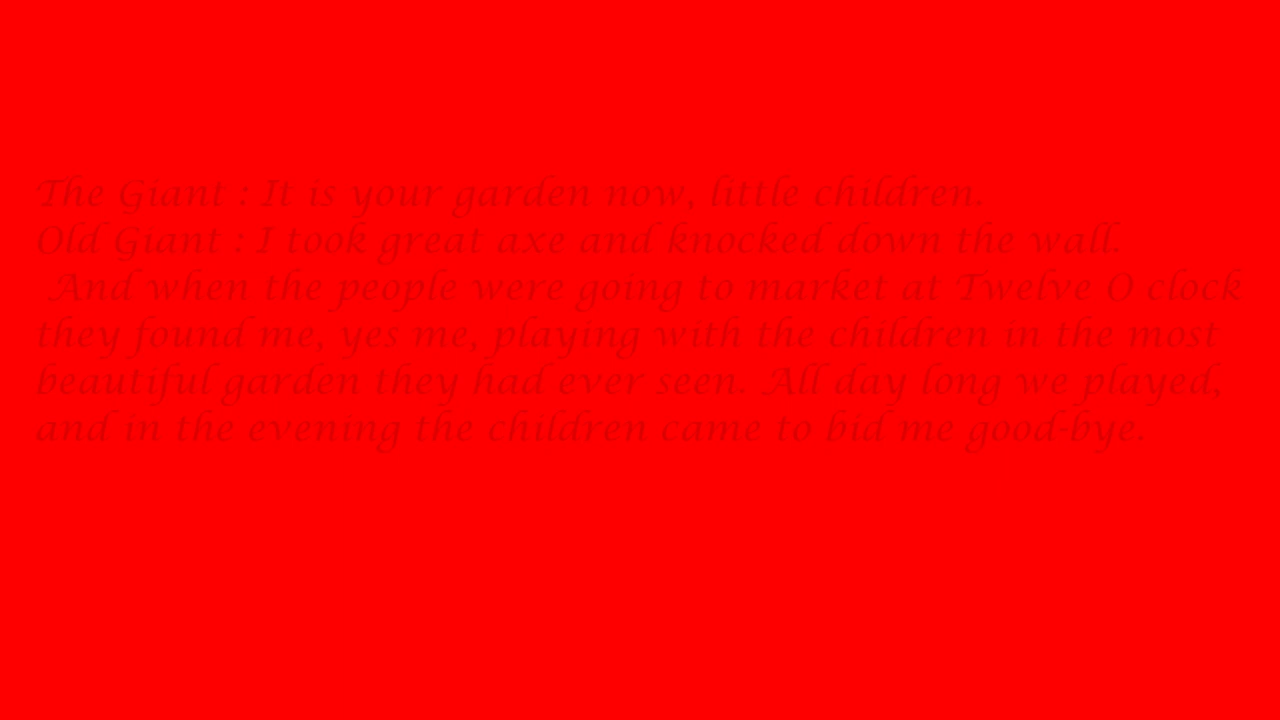 The Giant : It is your garden now, little children.
Old Giant : I took great axe and knocked down the wall.
And when the people were going to market at Twelve O clock
they found me, yes me, playing with the children in the most
beautiful garden they had ever seen. All day long we played,
and in the evening the children came to bid me good-bye.